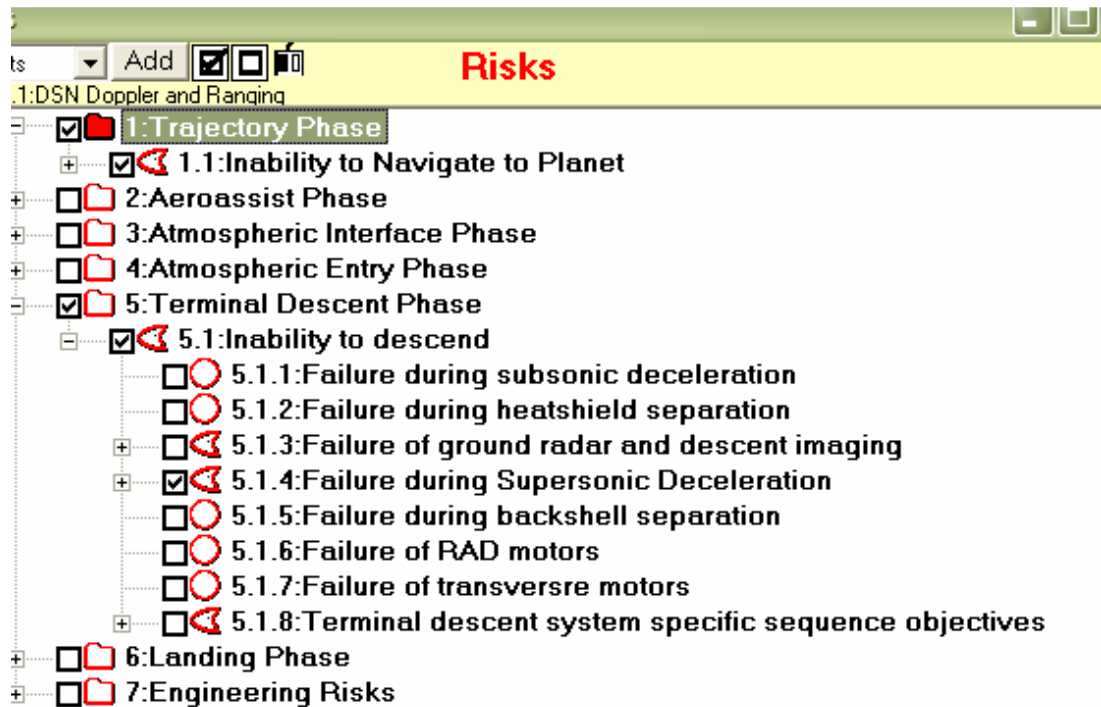 ts Add Risks
.1:DSN Doppler and Ranging
1:Trajectory Phase
1.1:Inability to Navigate to Planet
2:Aeroassist Phase
3:Atmospheric Interface Phase
4:Atmospheric Entry Phase
5:Terminal Descent Phase
5.1:Inability to descend
5.1.1:Failure during subsonic deceleration
5.1.2:Failure during heatshield separation
5.1.3:Failure of ground radar and descent imaging
5.1.4:Failure during Supersonic Deceleration
5.1.5:Failure during backshell separation
5.1.6:Failure of RAD motors
5.1.7:Failure of transversre motors
5.1.8:Terminal descent system specific sequence objectives
6:Landing Phase
7:Engineering Risks